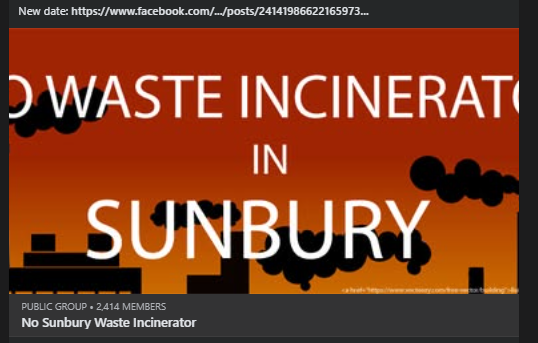 New date: https://www.facebook.com/.../posts/24141986622165973...
O WASTE INCINERATO
IN
SUNBURY
PUBLIC GROUP • 2,414 MEMBERS
No Sunbury Waste Incinerator